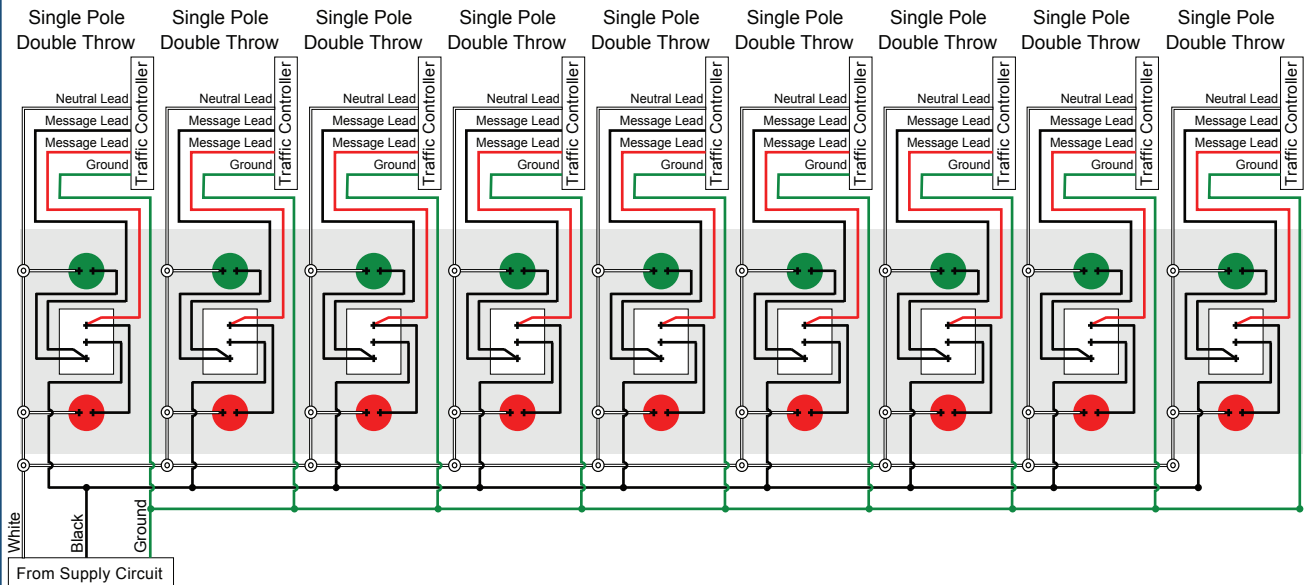 Single Pole
Double Throw
Single Pole
Double Throw
Single Pole
Double Throw
Single Pole
Double Throw
Single Pole
Double Throw
Single Pole
Double Throw
Single Pole
Double Throw
Single Pole
Double Throw
Single Pole
Double Throw
Neutral Lead
Message Lead
Message Lead
Ground
Traffic Controller
Neutral Lead
Message Lead
Message Lead
Ground
Traffic Controller
Neutral Lead
Message Lead
Message Lead
Ground
Traffic Controller
Neutral Lead
Message Lead
Message Lead
Ground
Traffic Controller
Neutral Lead
Message Lead
Message Lead
Ground
Traffic Controller
Neutral Lead
Message Lead
Message Lead
Ground
Traffic Controller
Neutral Lead
Message Lead
Message Lead
Ground
Traffic Controller
Neutral Lead
Message Lead
Message Lead
Ground
Traffic Controller
Neutral Lead
Message Lead
Message Lead
Ground
Traffic Controller
White
Black
Ground
From Supply Circuit